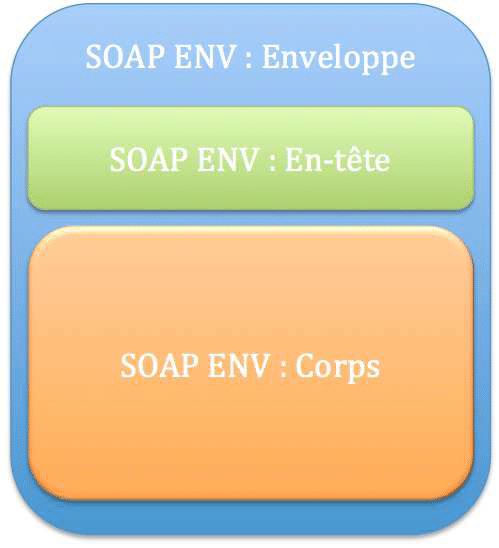 SOAP ENV : Enveloppe
SOAP ENV : En-tête
SOAP ENV : Corps